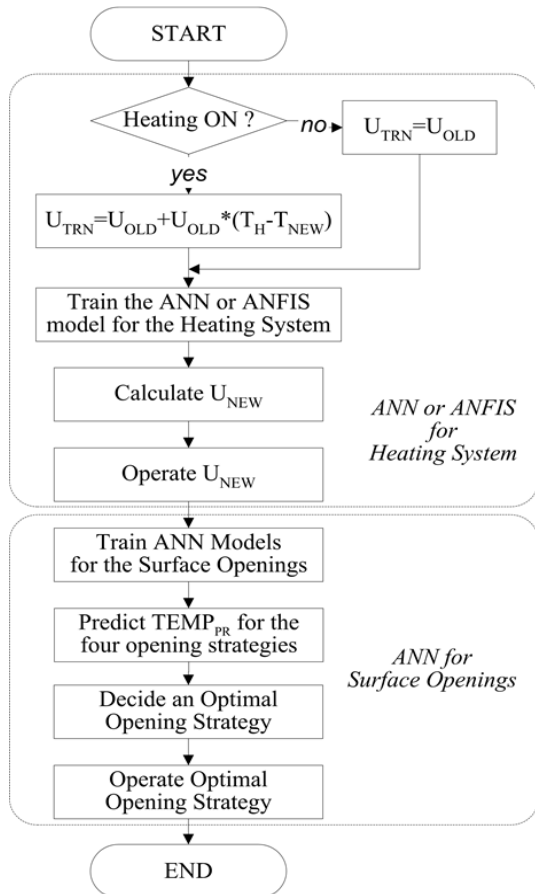 START
Heating ON ?
no
U_TRN=U_OLD
yes
U_TRN=U_OLD+U_OLD*(T_H-T_NEW)
Train the ANN or ANFIS
model for the Heating System
Calculate U_NEW
ANN or ANFIS
for
Heating System
Operate U_NEW
Train ANN Models
for the Surface Openings
Predict TEMP_PR for the
four opening strategies
ANN for
Surface Openings
Decide an Optimal
Opening Strategy
Operate Optimal
Opening Strategy
END